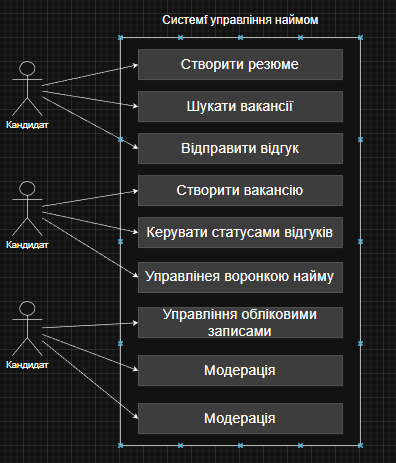 Системf управління наймом
Створити резюме
Кандидат
Шукати вакансії
Відправити відгук
Створити вакансію
Кандидат
Керувати статусами відгуків
Управлінея воронкою найму
Управління обліковими
записами
Кандидат
Модерація
Модерація